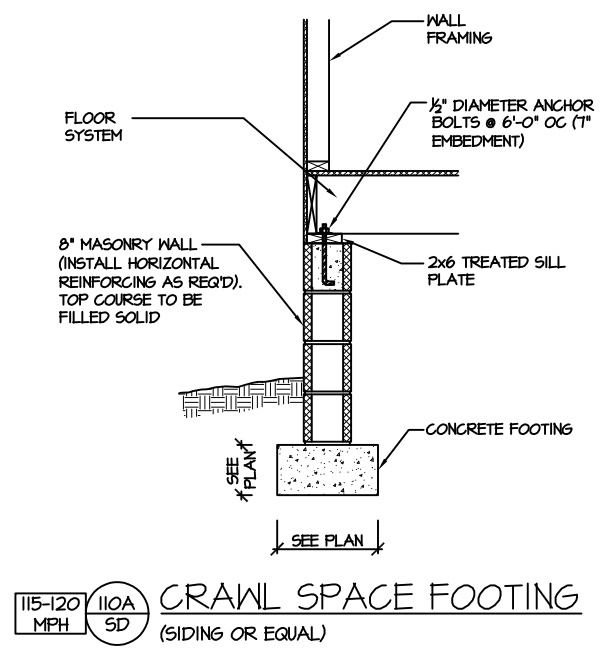 WALL
FRAMING
½" DIAMETER ANCHOR
BOLTS @ 6'-0" OC (7"
EMBEDMENT)
FLOOR
SYSTEM
8" MASONRY WALL
(INSTALL HORIZONTAL
REINFORCING AS REQ'D).
TOP COURSE TO BE
FILLED SOLID
2x6 TREATED SILL
PLATE
CONCRETE FOOTING
SEE
PLAN
SEE PLAN
115-120
MPH
110A
SD
CRAWL SPACE FOOTING
(SIDING OR EQUAL)